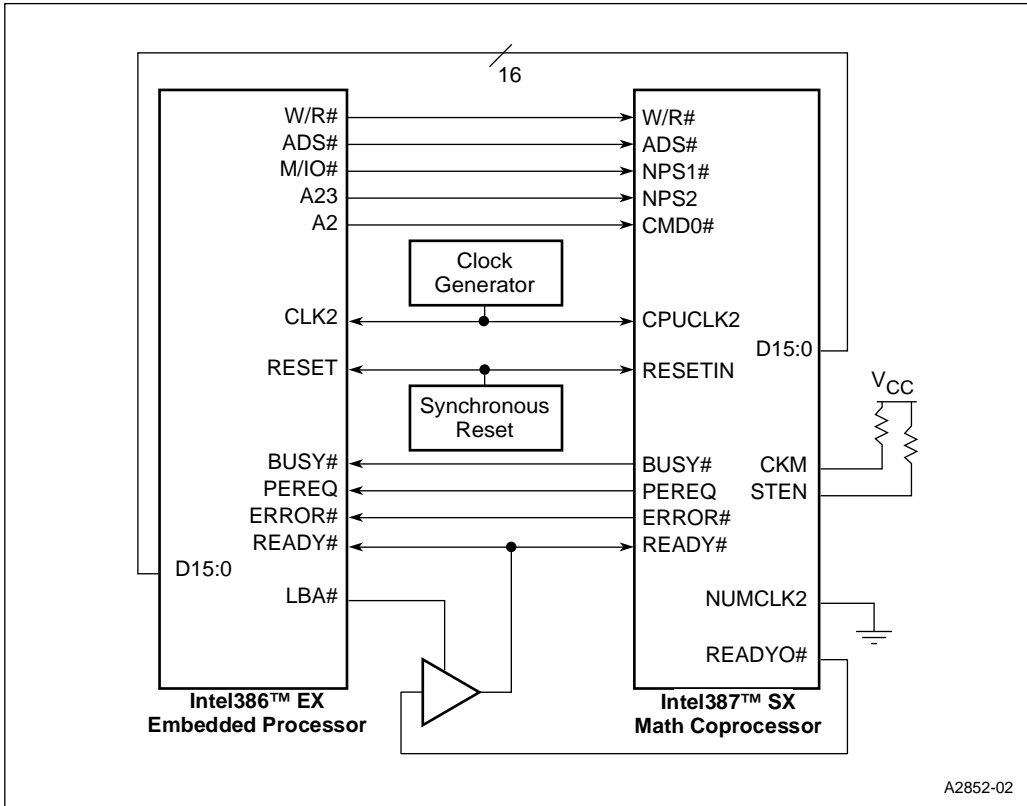 16
W/R#
ADS#
M/IO#
A23
A2
CLK2
RESET
BUSY#
PEREQ
ERROR#
READY#
D15:0
LBA#
Clock
Generator
Synchronous
Reset
W/R#
ADS#
NPS1#
NPS2
CMD0#
CPUCLK2
D15:0
RESETIN
VCC
BUSY#
CKM
PEREQ
STEN
ERROR#
READY#
NUMCLK2
READYO#
Intel386™ EX
Embedded Processor
Intel387™ SX
Math Coprocessor
A2852-02